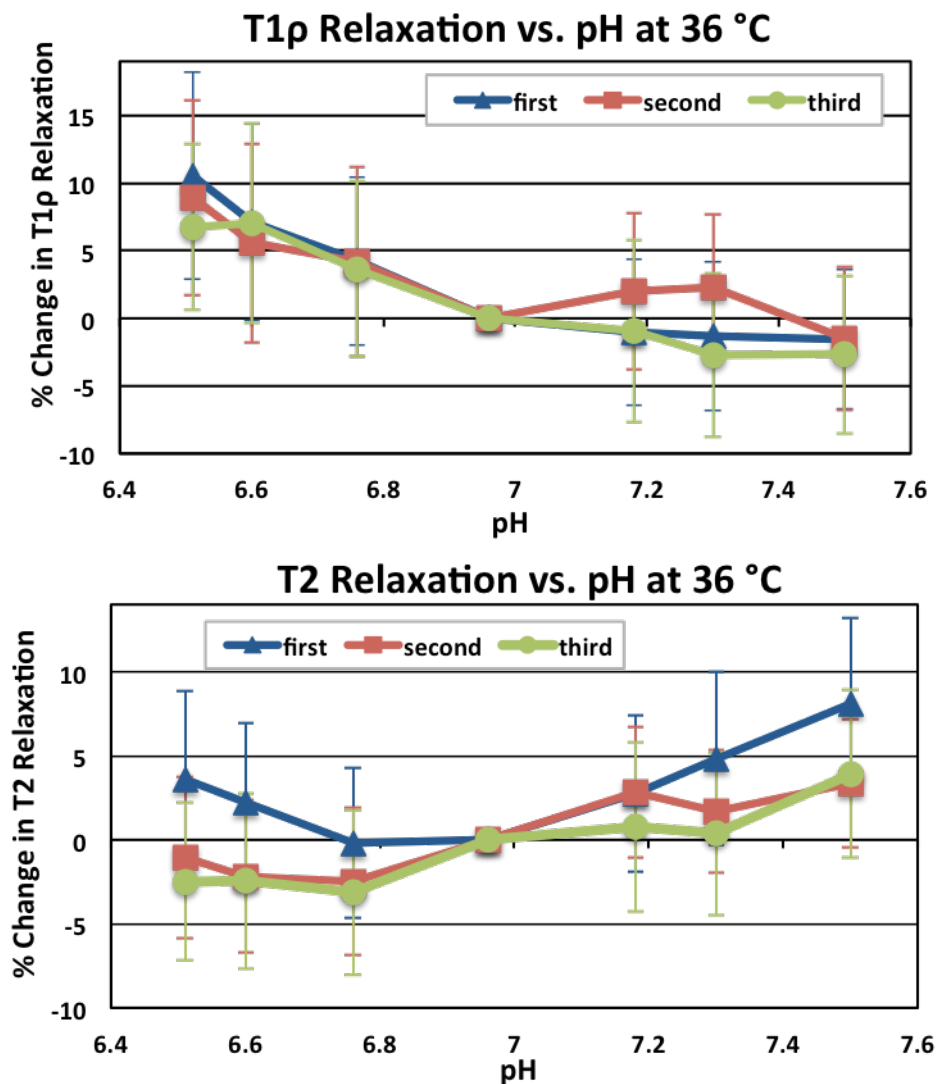 T1ρ Relaxation vs. pH at 36 °C
first second third
% Change in T1ρ Relaxation
15
10
5
0
-5
-10
6.4 6.6 6.8 7 7.2 7.4 7.6
pH
T2 Relaxation vs. pH at 36 °C
first second third
% Change in T2 Relaxation
10
5
0
-5
-10
6.4 6.6 6.8 7 7.2 7.4 7.6
pH